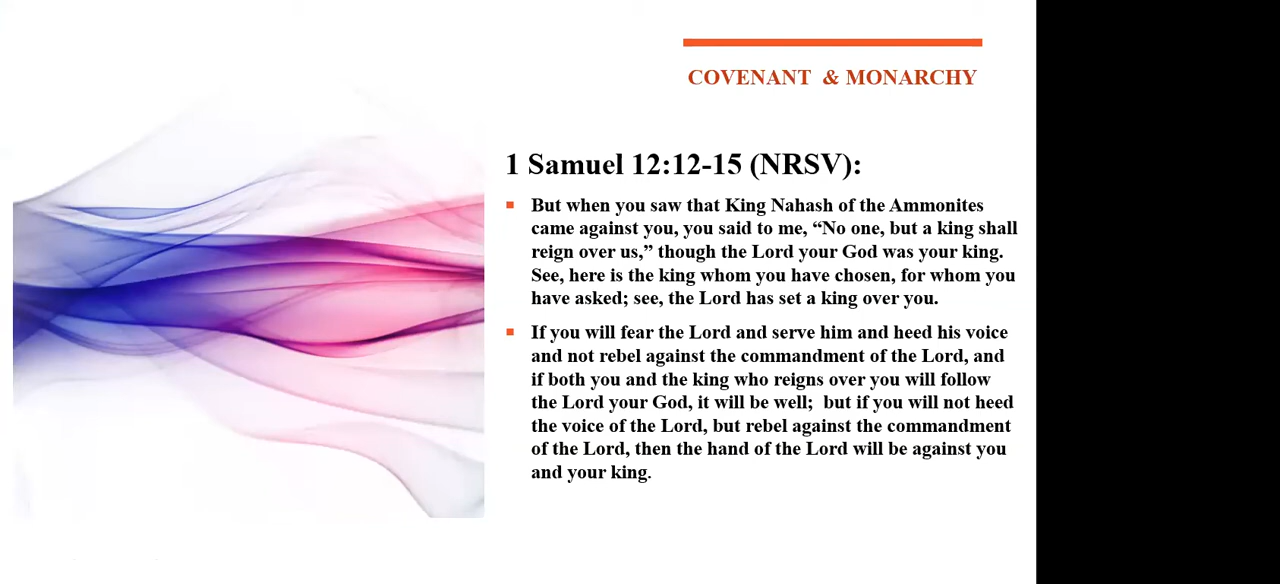 COVENANT & MONARCHY
1 Samuel 12:12-15 (NRSV):
But when you saw that King Nahash of the Ammonites
came against you, you said to me, “No one, but a king shall
reign over us,” though the Lord your God was your king.
See, here is the king whom you have chosen, for whom you
have asked; see, the Lord has set a king over you.
If you will fear the Lord and serve him and heed his voice
and not rebel against the commandment of the Lord, and
if both you and the king who reigns over you will follow
the Lord your God, it will be well; but if you will not heed
the voice of the Lord, but rebel against the commandment
of the Lord, then the hand of the Lord will be against you
and your king.